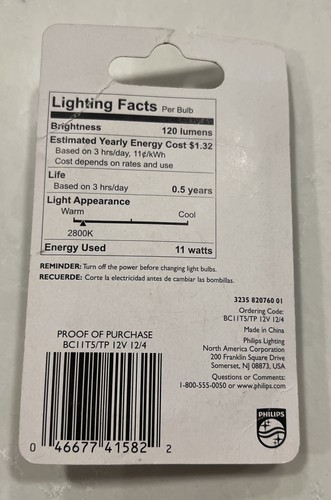 Lighting Facts Per Bulb
Brightness 120 lumens
Estimated Yearly Energy Cost $1.32
Based on 3 hrs/day, 11¢/kWh
Cost depends on rates and use
Life
Based on 3 hrs/day 0.5 years
Light Appearance
Warm Cool
2800K
Energy Used 11 watts
REMINDER: Turn off the power before changing light bulbs.
RECUERDE: Corte la electricidad antes de cambiar las bombillas.
3235 820760 01
Ordering Code:
BC11T5/TP 12V 12/4
Made in China
Philips Lighting
North America Corporation
200 Franklin Square Drive
Somerset, NJ 08873, USA
Questions or Comments:
1-800-555-0050 or www.philips.com
PROOF OF PURCHASE
BC11T5/TP 12V 12/4
0 46677 41582 2
PHILIPS